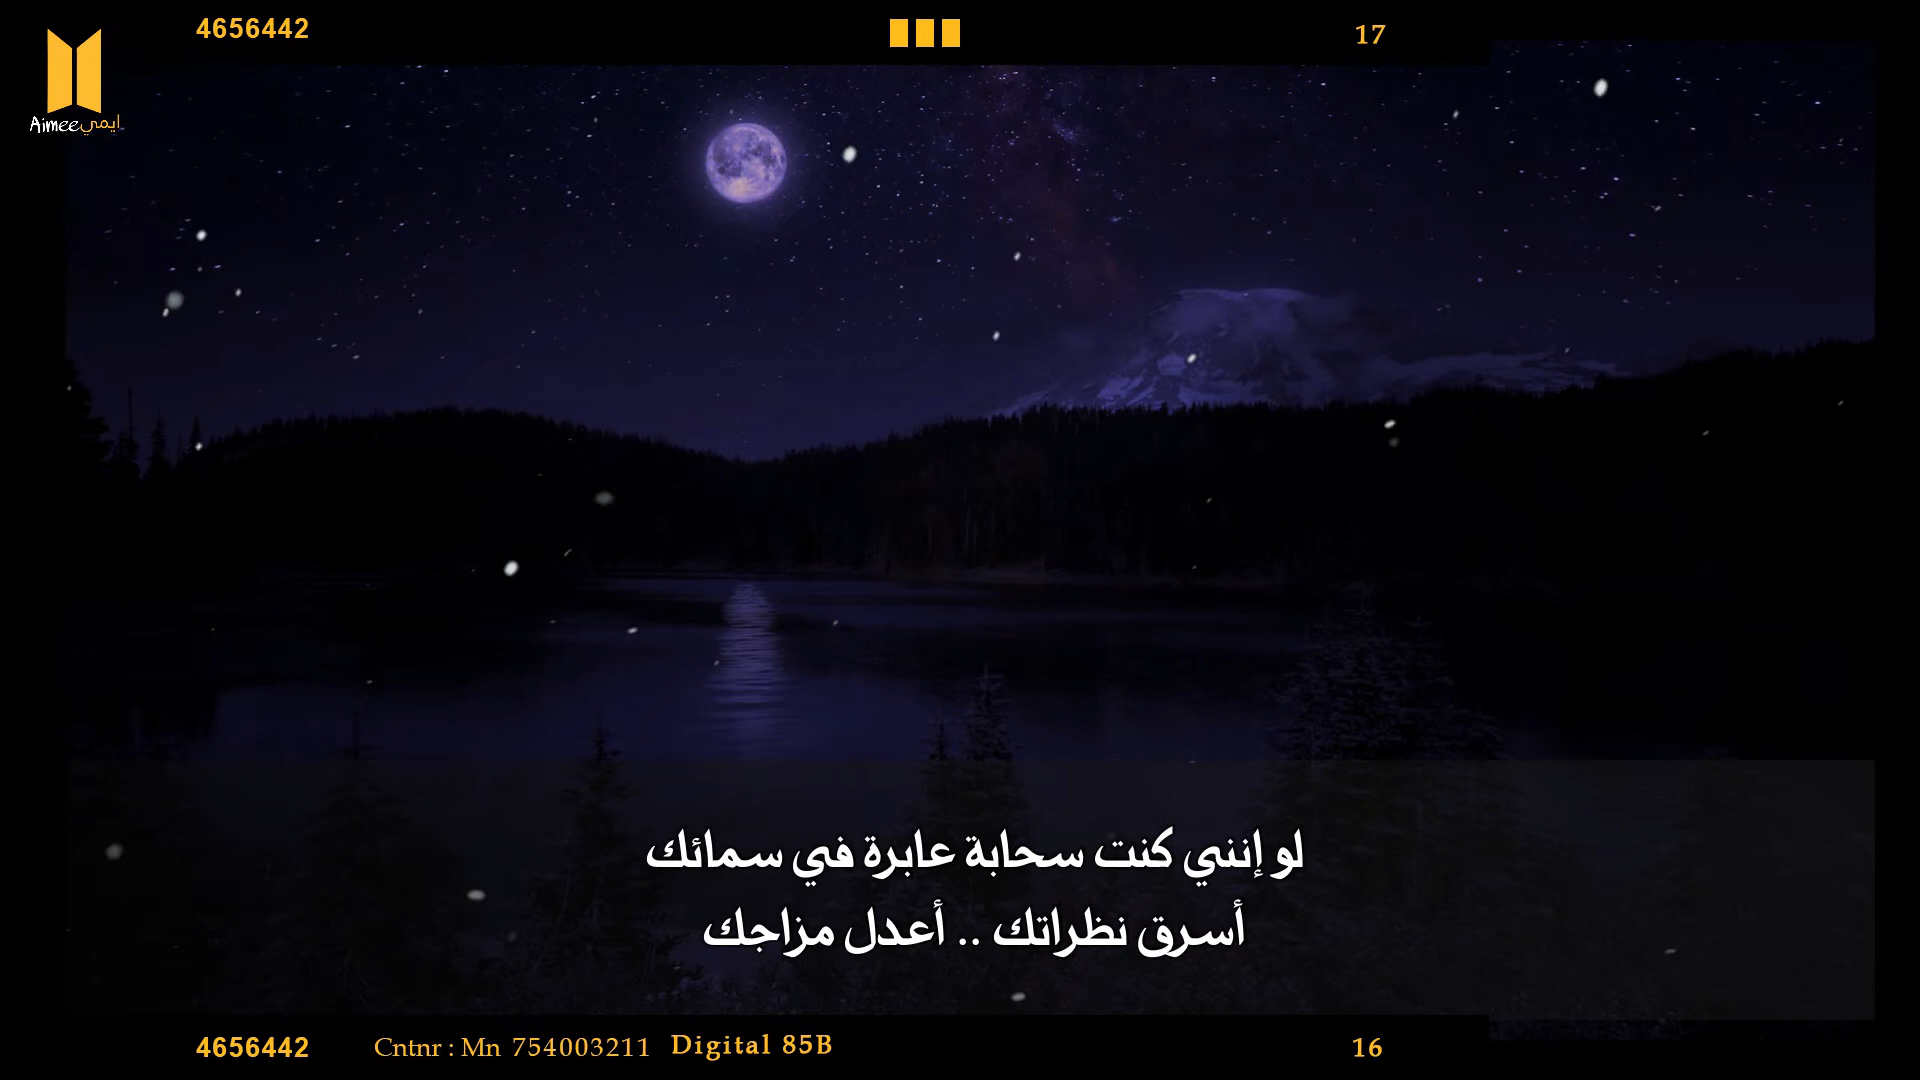 4656442
17
Aimee ايمي
لو إنني كنت سحابة عابرة في سمائك
أسرق نظراتك .. أعدل مزاجك
4656442
Cntnr : Mn 754003211 Digital 85B
16